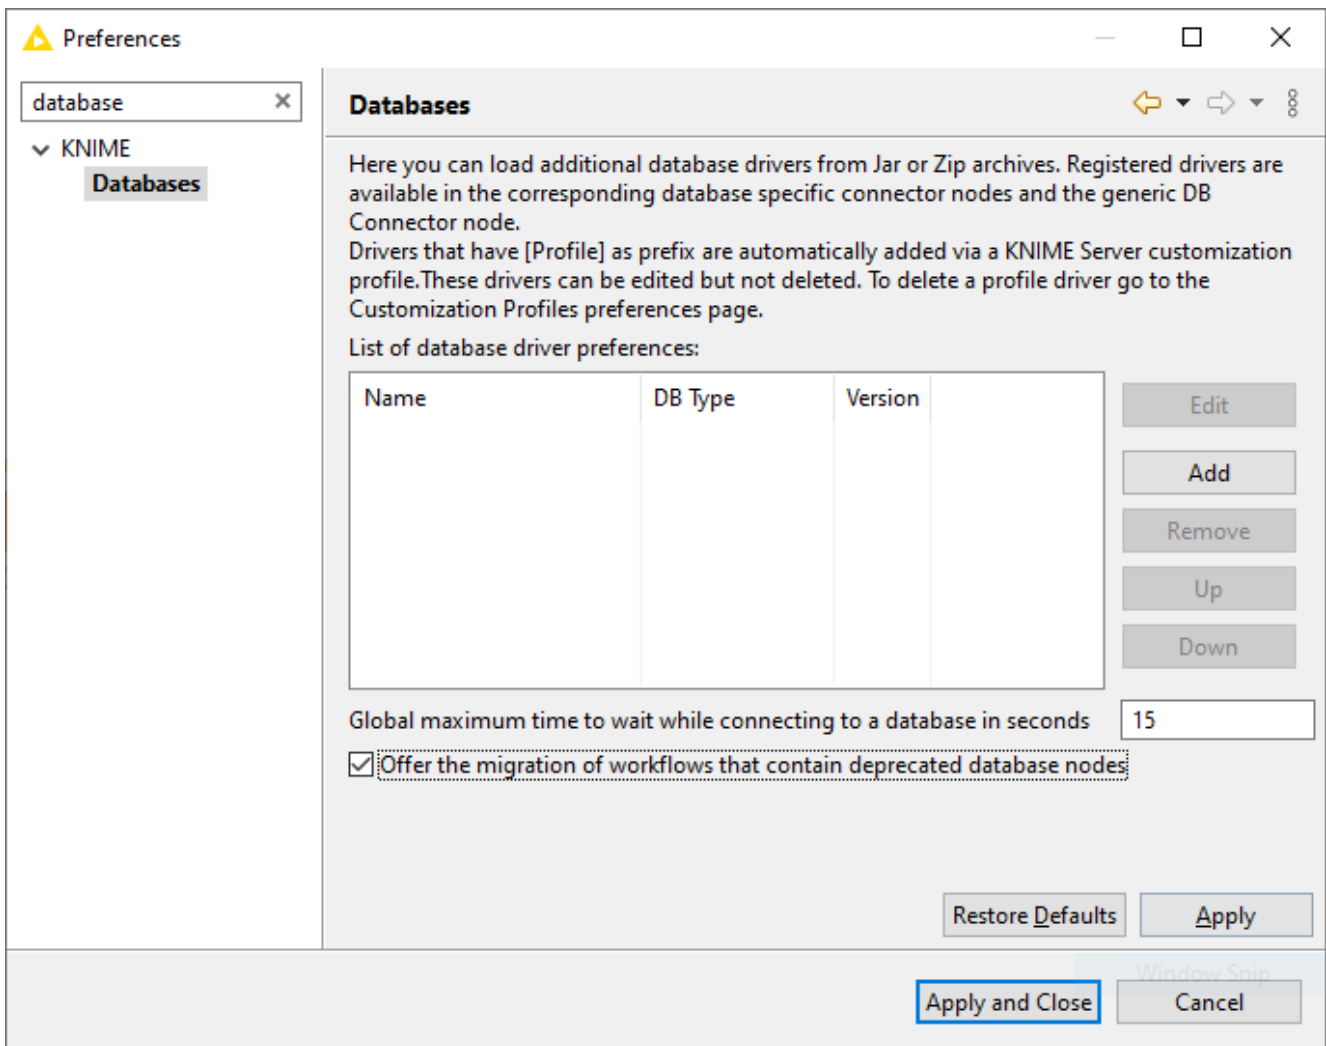 Preferences
database
KNIME
Databases
Databases
Here you can load additional database drivers from Jar or Zip archives. Registered drivers are
available in the corresponding database specific connector nodes and the generic DB
Connector node.
Drivers that have [Profile] as prefix are automatically added via a KNIME Server customization
profile.These drivers can be edited but not deleted. To delete a profile driver go to the
Customization Profiles preferences page.
List of database driver preferences:
Name DB Type Version
Edit
Add
Remove
Up
Down
Global maximum time to wait while connecting to a database in seconds 15
Offer the migration of workflows that contain deprecated database nodes
Restore Defaults Apply
Window Snip
Apply and Close Cancel